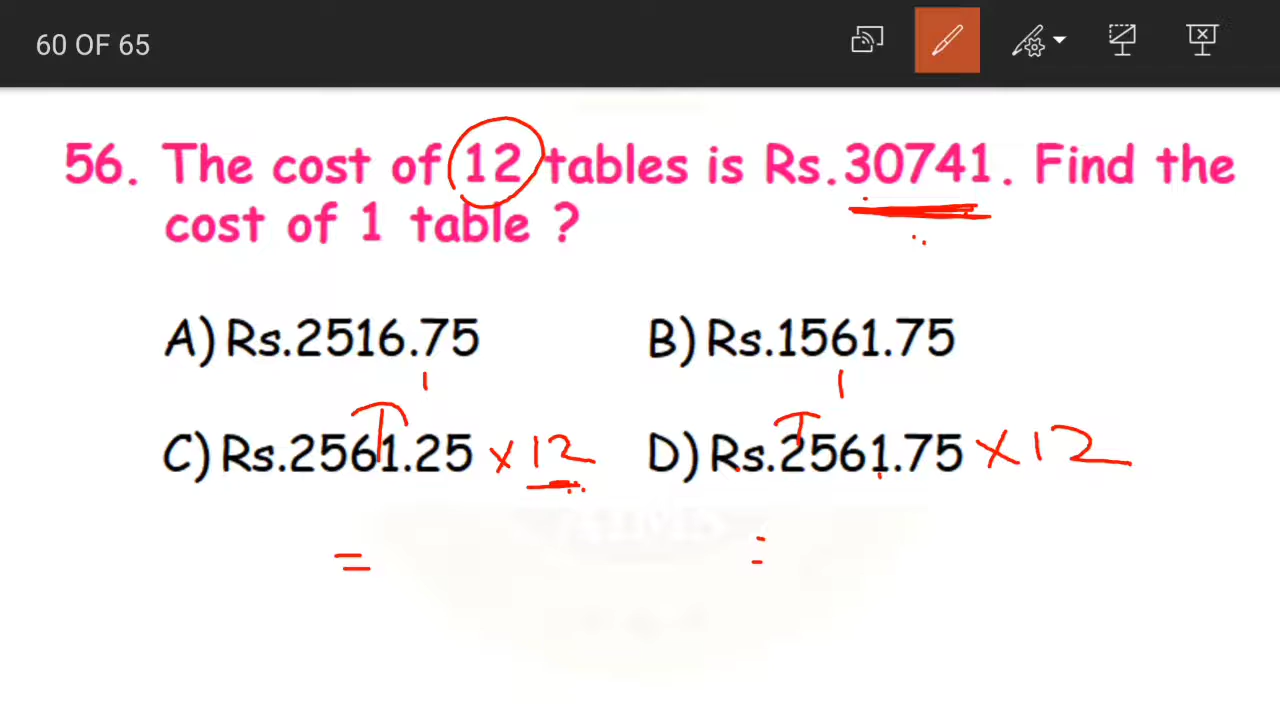 60 OF 65
56. The cost of 12 tables is Rs.30741. Find the
cost of 1 table ?
A) Rs.2516.75 B) Rs.1561.75
C) Rs.2561.25 × 12 D) Rs.2561.75 × 12
= =